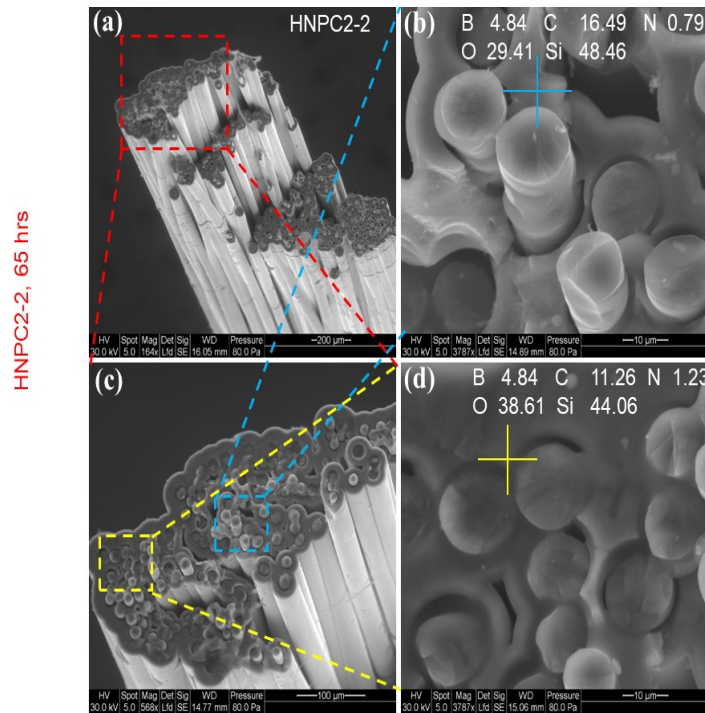 HNPC2-2, 65 hrs
(a) HNPC2-2
HV Spot Mag Det Sig WD Pressure
30.0 kV 5.0 164x Lfd SE 16.05 mm 80.0 Pa
200 µm
(b) B 4.84 C 16.49 N 0.79
O 29.41 Si 48.46
HV Spot Mag Det Sig WD Pressure
30.0 kV 5.0 3787x Lfd SE 14.89 mm 80.0 Pa
10 µm
(c)
HV Spot Mag Det Sig WD Pressure
30.0 kV 5.0 568x Lfd SE 14.77 mm 80.0 Pa
100 µm
(d) B 4.84 C 11.26 N 1.23
O 38.61 Si 44.06
HV Spot Mag Det Sig WD Pressure
30.0 kV 5.0 3787x Lfd SE 15.06 mm 80.0 Pa
10 µm